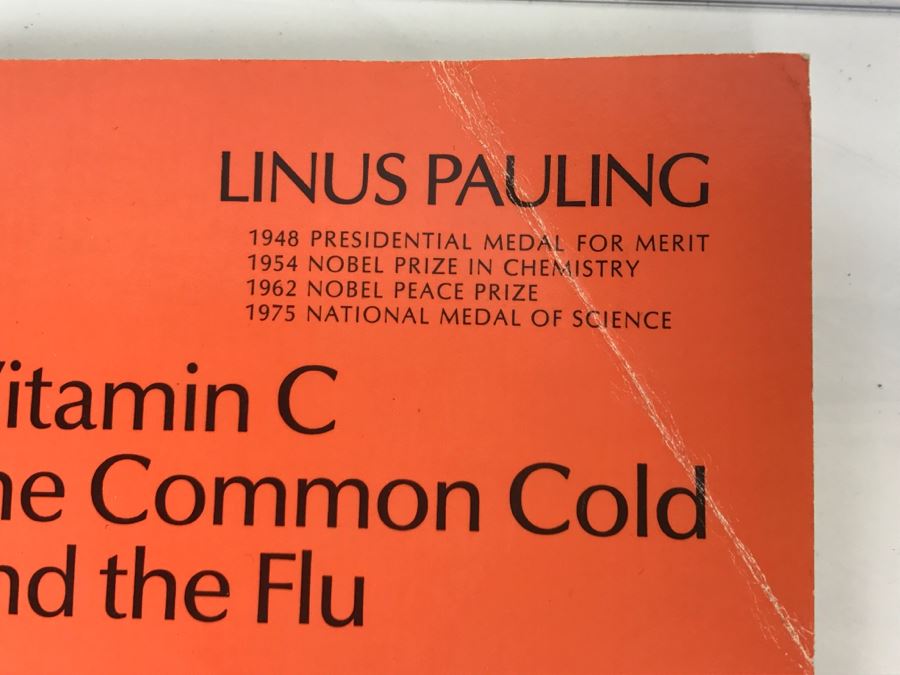 LINUS PAULING
1948 PRESIDENTIAL MEDAL FOR MERIT
1954 NOBEL PRIZE IN CHEMISTRY
1962 NOBEL PEACE PRIZE
1975 NATIONAL MEDAL OF SCIENCE
itamin C
he Common Cold
nd the Flu